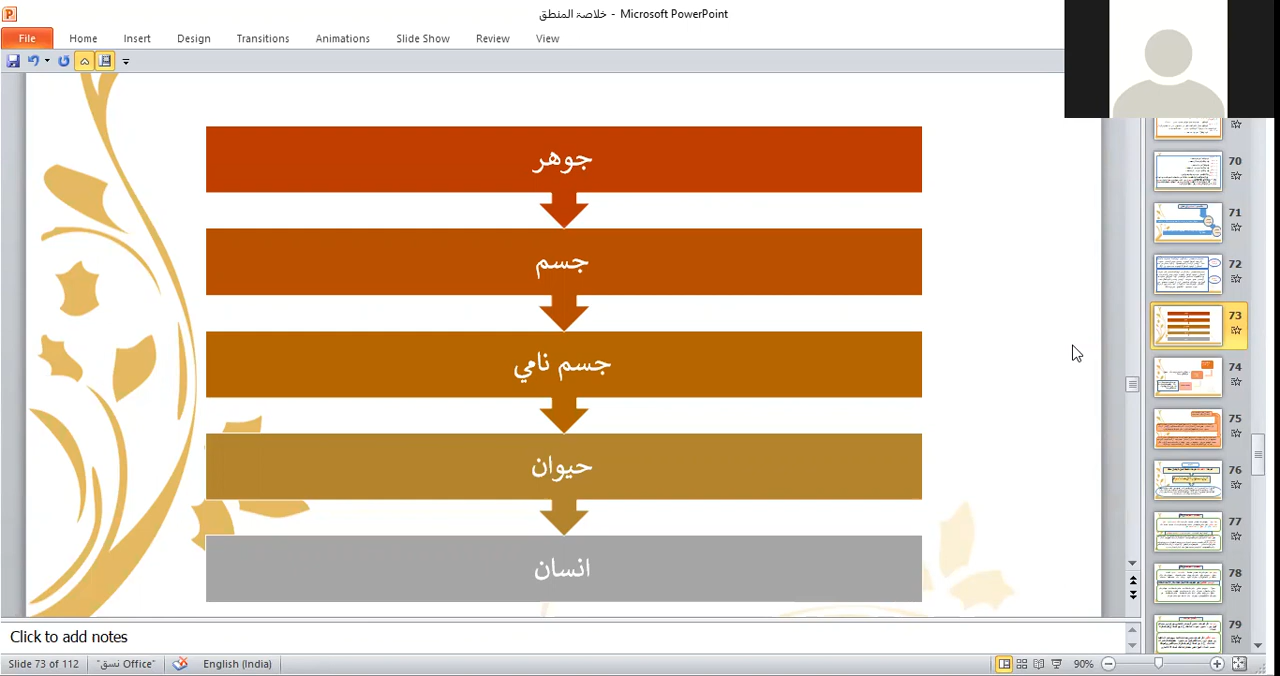 خلاصۃ المنطق - Microsoft PowerPoint
File Home Insert Design Transitions Animations Slide Show Review View
جوهر
جسم
جسم نامي
حيوان
انسان
70
71
72
73
74
75
76
77
78
79
Click to add notes
Slide 73 of 112 "نسق Office" English (India) 90%